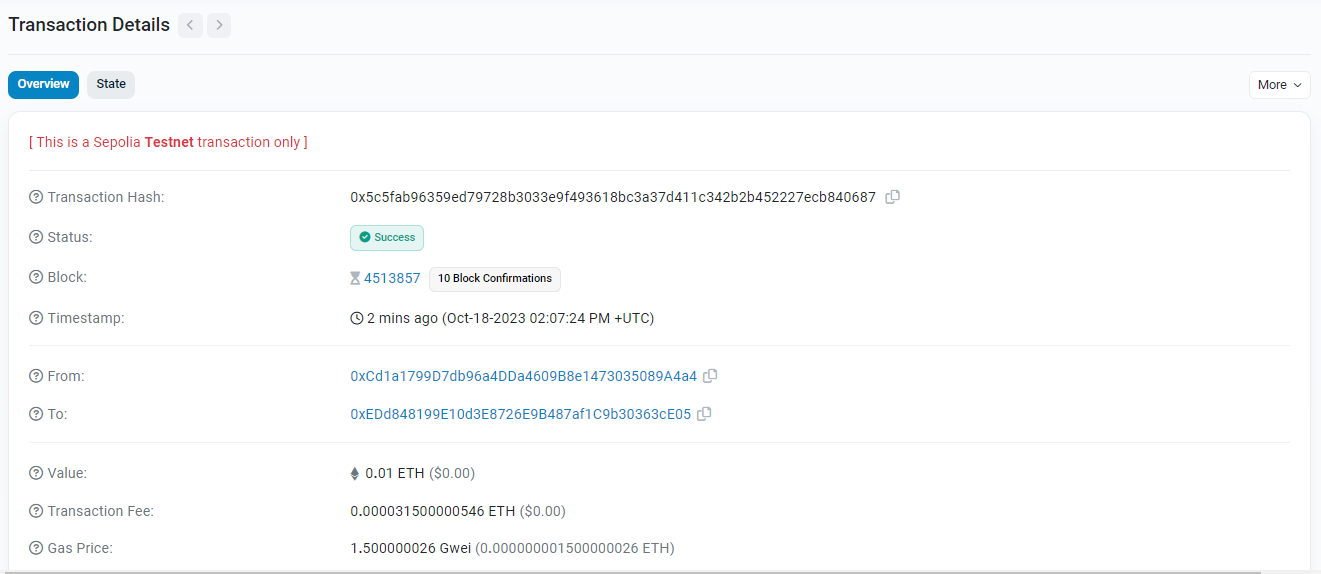 Transaction Details
Overview State More
[ This is a Sepolia Testnet transaction only ]
Transaction Hash: 0x5c5fab96359ed79728b3033e9f493618bc3a37d411c342b2b452227ecb840687
Status: Success
Block: 4513857 10 Block Confirmations
Timestamp: 2 mins ago (Oct-18-2023 02:07:24 PM +UTC)
From: 0xCd1a1799D7db96a4DDa4609B8e1473035089A4a4
To: 0xEDd848199E10d3E8726E9B487af1C9b30363cE05
Value: 0.01 ETH ($0.00)
Transaction Fee: 0.000031500000546 ETH ($0.00)
Gas Price: 1.500000026 Gwei (0.000000001500000026 ETH)